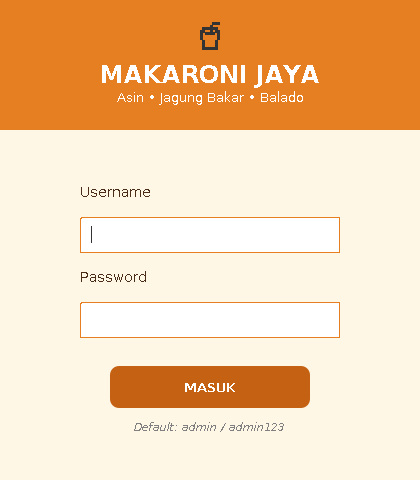 MAKARONI JAYA
Asin • Jagung Bakar • Balado
Username
Password
MASUK
Default: admin / admin123